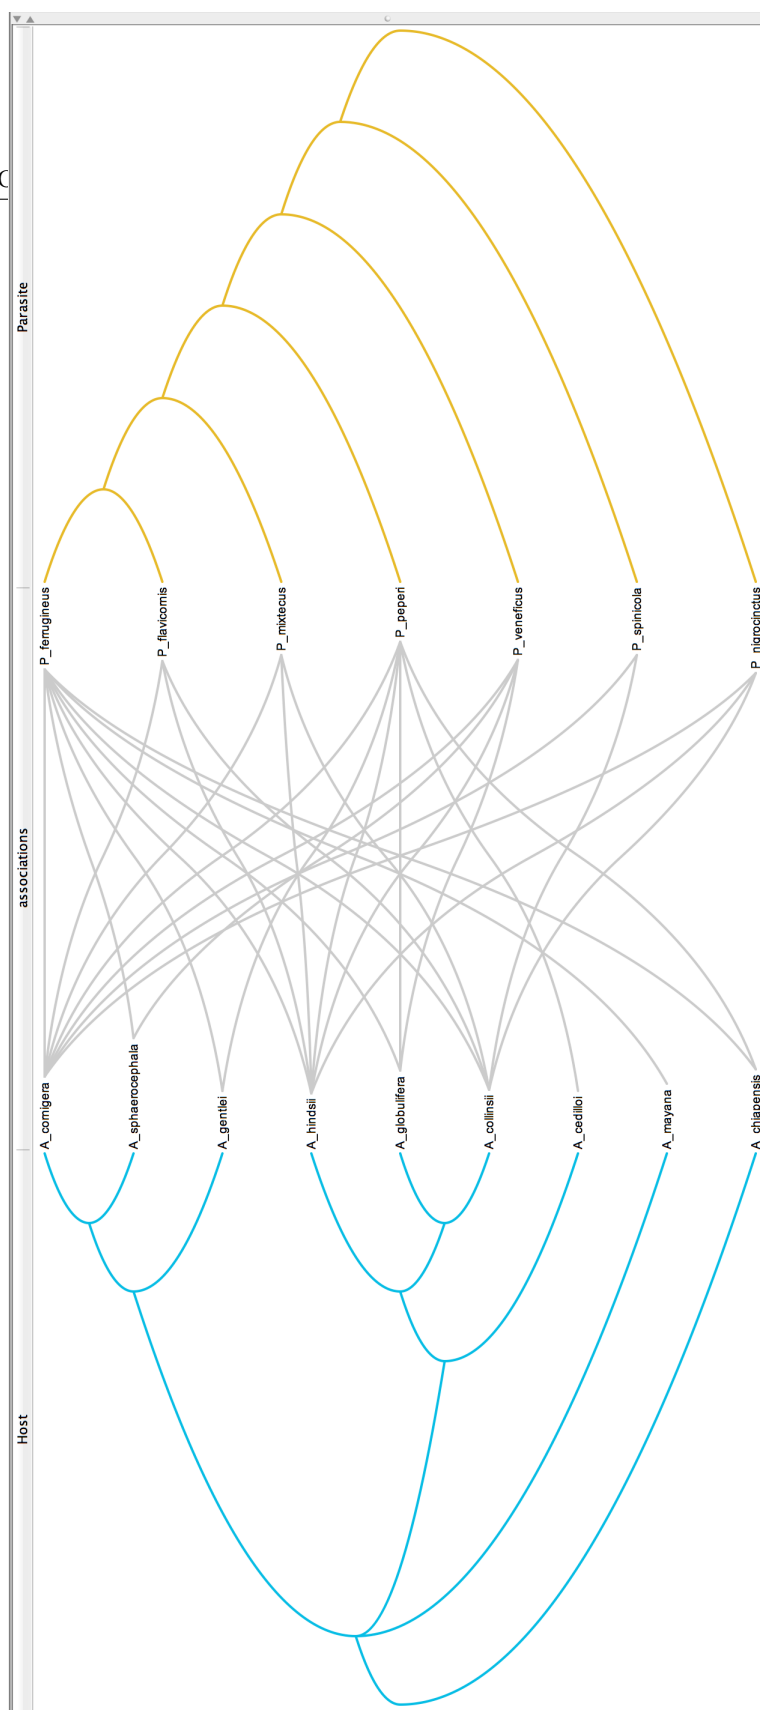 Parasite
P_ferrugineus
P_flavicornis
P_mixtecus
P_peperi
P_veneficus
P_spinicola
P_nigrocinctus
associations
A_cornigera
A_sphaerocephala
A_gentlei
A_hindsii
A_globulifera
A_collinsii
A_cedilloi
A_mayana
A_chiapensis
Host